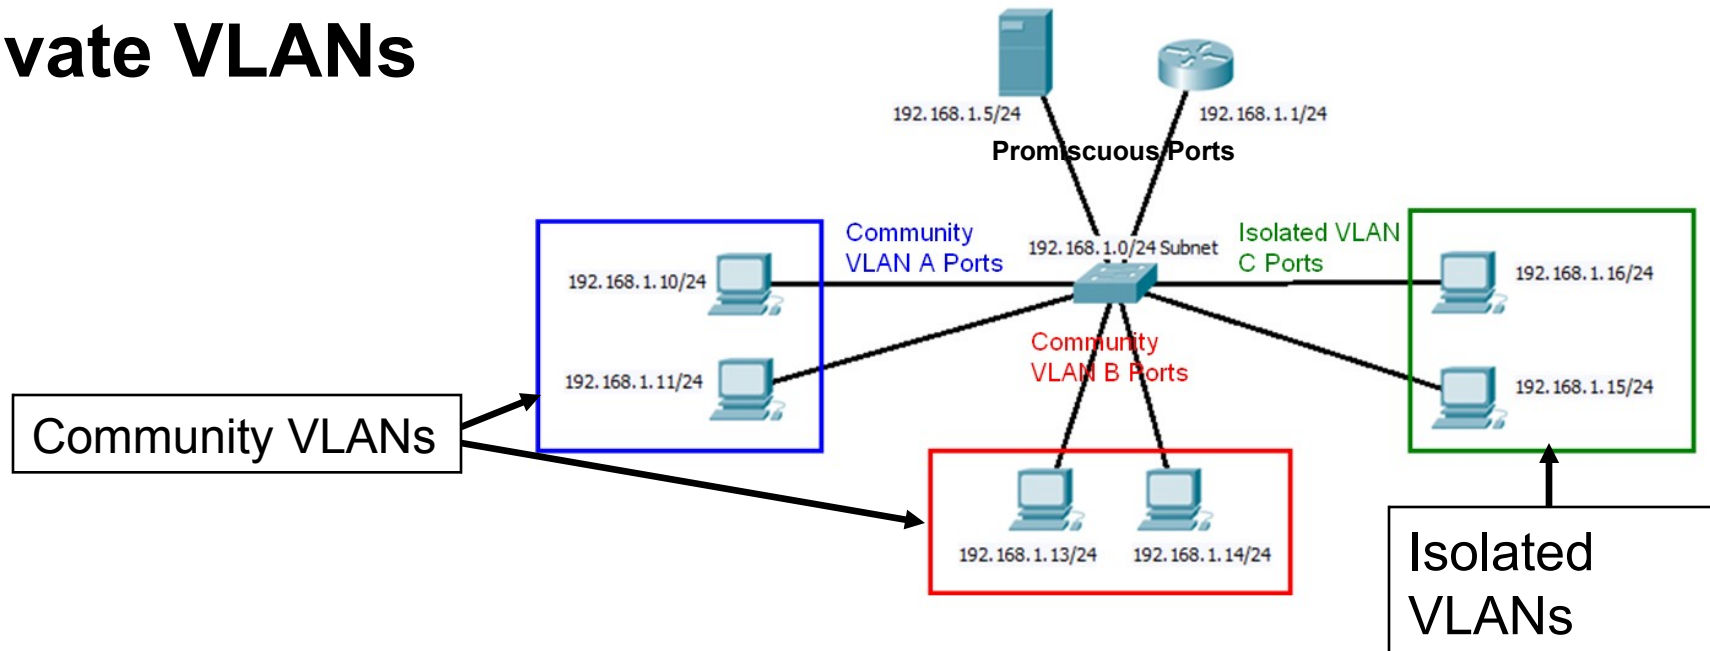 vate VLANs
192.168.1.5/24
192.168.1.1/24
Promiscuous Ports
Community
VLAN A Ports
192.168.1.0/24 Subnet
Isolated VLAN
C Ports
192.168.1.10/24
192.168.1.16/24
Community
VLAN B Ports
192.168.1.11/24
192.168.1.15/24
Community VLANs
192.168.1.13/24
192.168.1.14/24
Isolated
VLANs